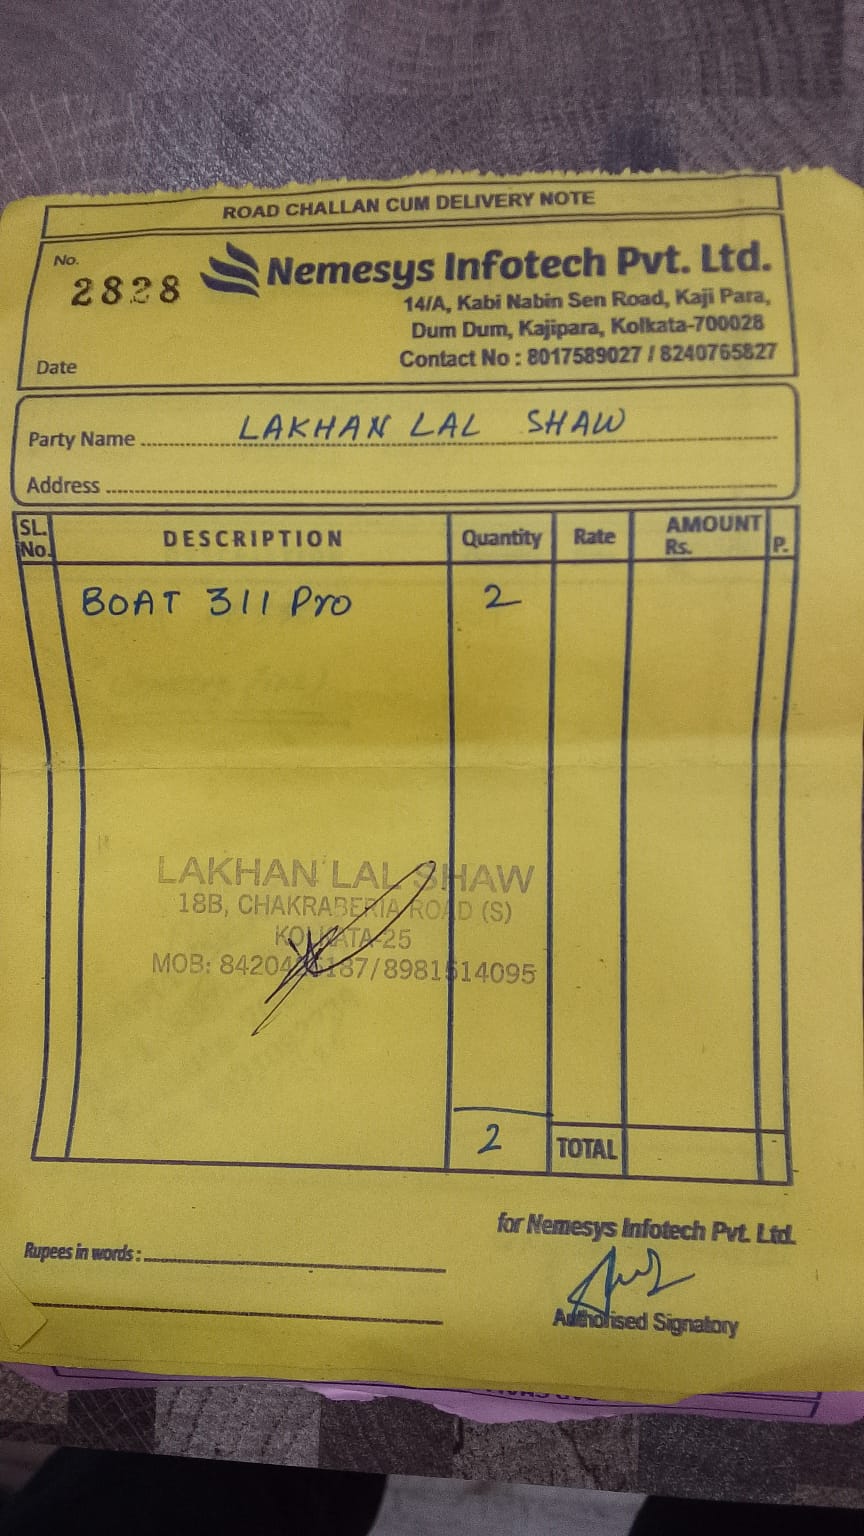 ROAD CHALLAN CUM DELIVERY NOTE
No.
2828
Nemesys Infotech Pvt. Ltd.
14/A, Kabi Nabin Sen Road, Kaji Para,
Dum Dum, Kajipara, Kolkata-700028
Contact No : 8017589027 / 8240765827
Date
Party Name LAKHAN LAL SHAW
Address
SL. No. DESCRIPTION Quantity Rate AMOUNT Rs. P.
BOAT 311 Pro 2
LAKHAN LAL SHAW
18B, CHAKRABERIA ROAD (S)
KOLKATA-25
MOB: /8981514095
2 TOTAL
for Nemesys Infotech Pvt. Ltd.
Rupees in words :
Authorised Signatory